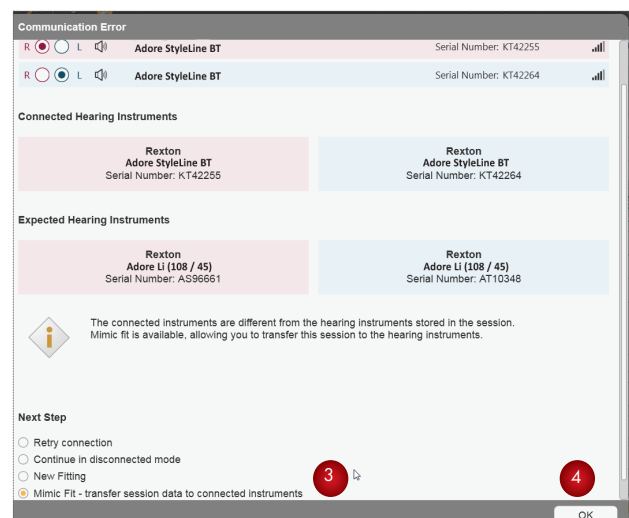 Communication Error
R L Adore StyleLine BT Serial Number: KT42255
R L Adore StyleLine BT Serial Number: KT42264
Connected Hearing Instruments
Rexton Rexton
Adore StyleLine BT Adore StyleLine BT
Serial Number: KT42255 Serial Number: KT42264
Expected Hearing Instruments
Rexton Rexton
Adore Li (108 / 45) Adore Li (108 / 45)
Serial Number: AS96661 Serial Number: AT10348
The connected instruments are different from the hearing instruments stored in the session.
Mimic fit is available, allowing you to transfer this session to the hearing instruments.
Next Step
Retry connection
Continue in disconnected mode
New Fitting
Mimic Fit - transfer session data to connected instruments
3
4
OK